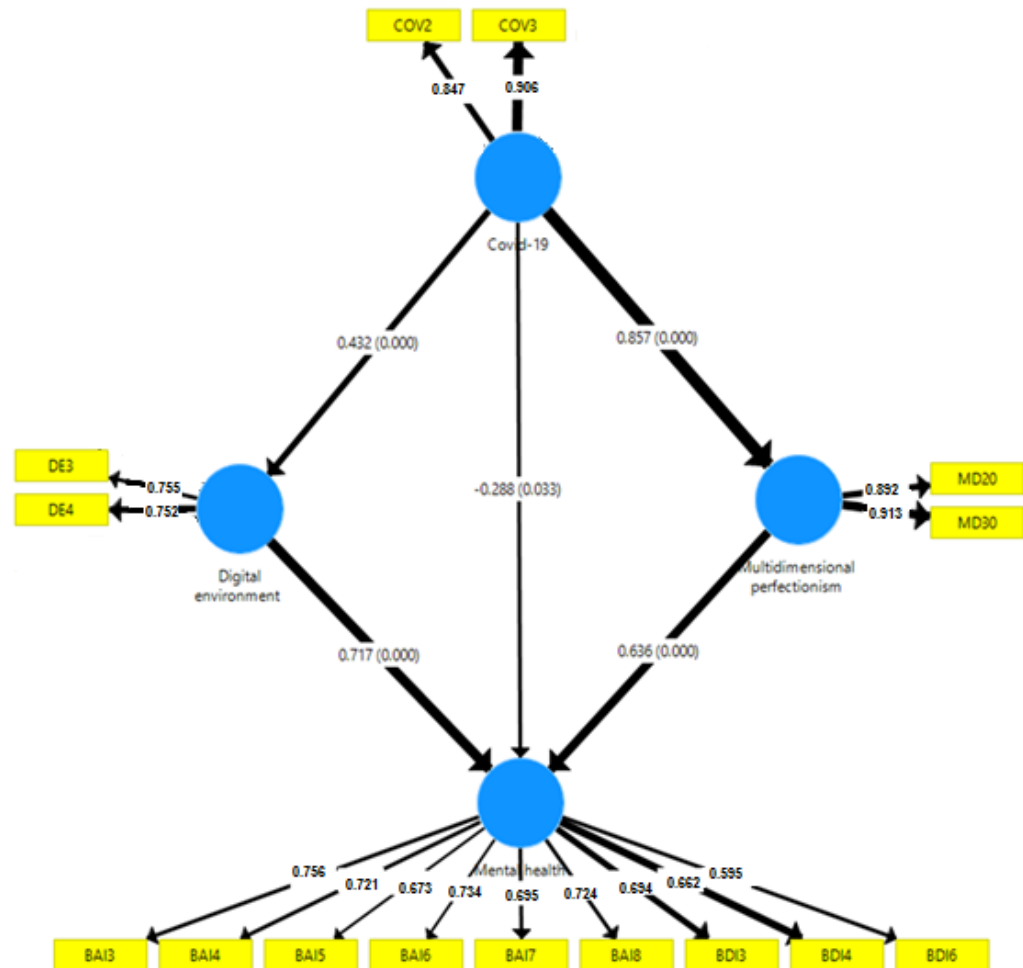 COV2 COV3
0.847 0.906
Covid-19
0.432 (0.000) 0.857 (0.000)
-0.288 (0.033)
DE3
DE4
0.755
0.752
MD20
MD30
0.892
0.913
Digital
environment
Multidimensional
perfectionism
0.717 (0.000) 0.636 (0.000)
Mental health
0.756 0.721 0.673 0.734 0.695 0.724 0.694 0.662 0.595
BAI3 BAI4 BAI5 BAI6 BAI7 BAI8 BDI3 BDI4 BDI6